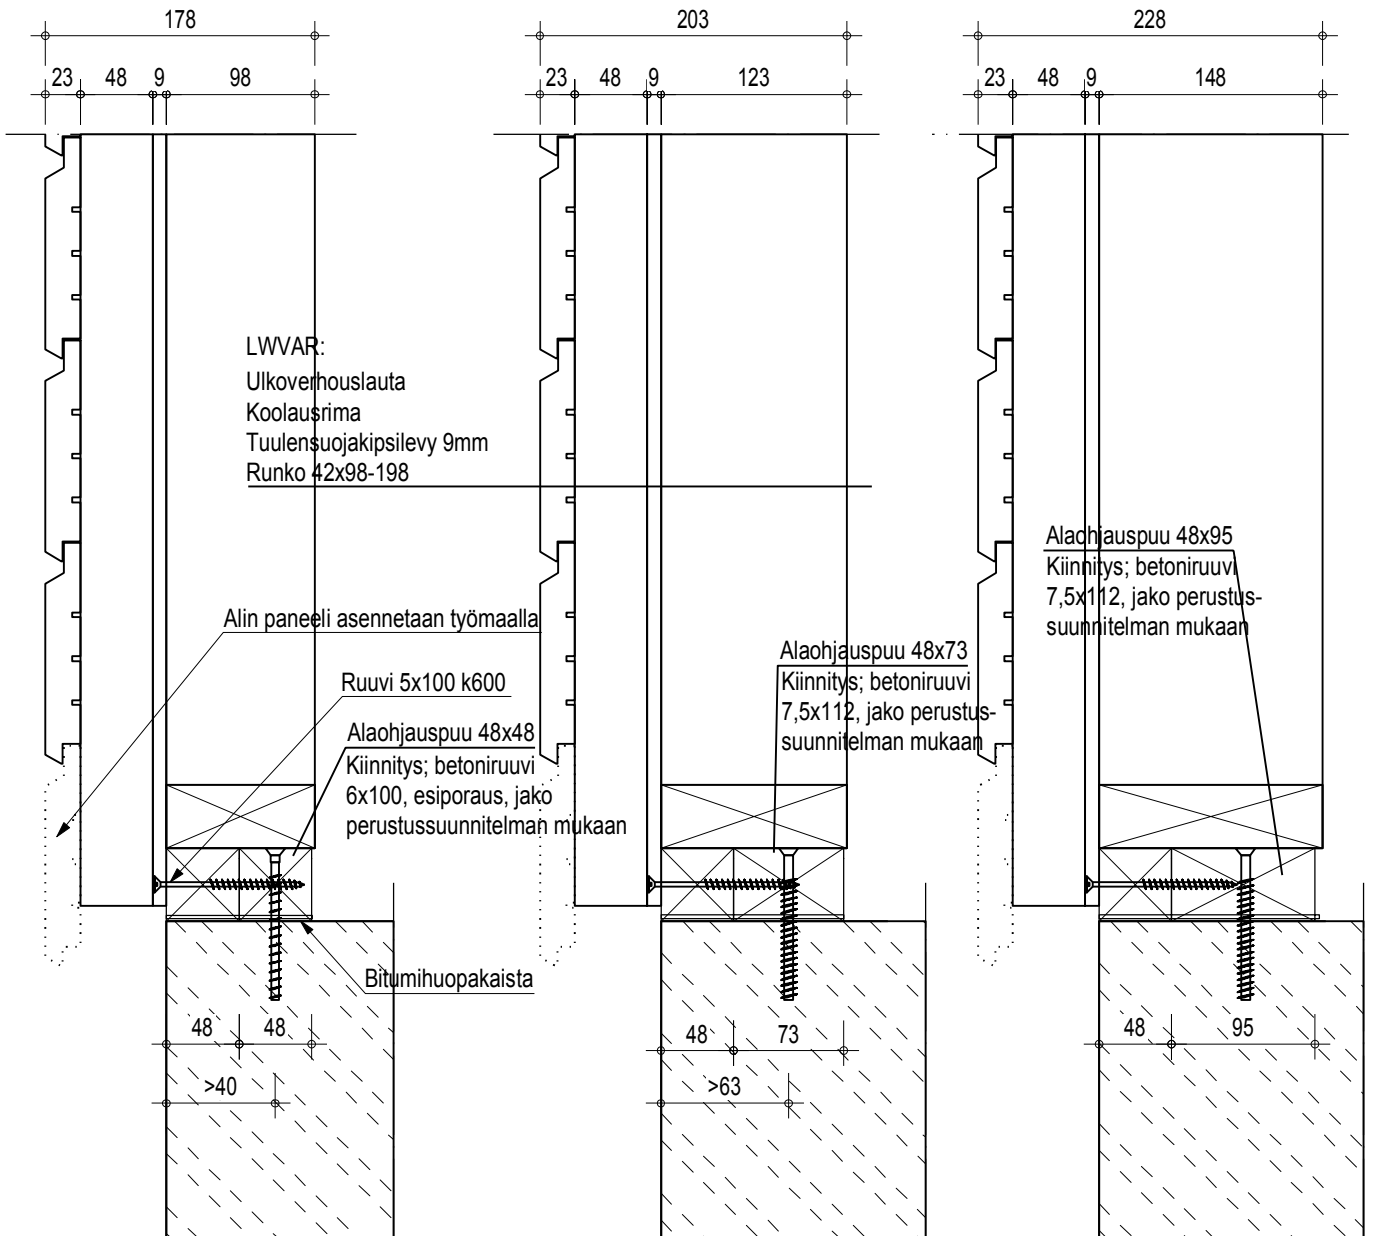 178
203
228
23 48 9 98
23 48 9 123
23 48 9 148
LWVAR:
Ulkoverhouslauta
Koolausrima
Tuulensuojakipsilevy 9mm
Runko 42x98-198
Alaohjauspuu 48x95
Kiinnitys; betoniruuvi
7,5x112, jako perustus-
suunnitelman mukaan
Alin paneeli asennetaan työmaalla
Alaohjauspuu 48x73
Kiinnitys; betoniruuvi
7,5x112, jako perustus-
suunnitelman mukaan
Ruuvi 5x100 k600
Alaohjauspuu 48x48
Kiinnitys; betoniruuvi
6x100, esiporaus, jako
perustussuunnitelman mukaan
Bitumihuopakaista
48 48
>40
48 73
>63
48 95